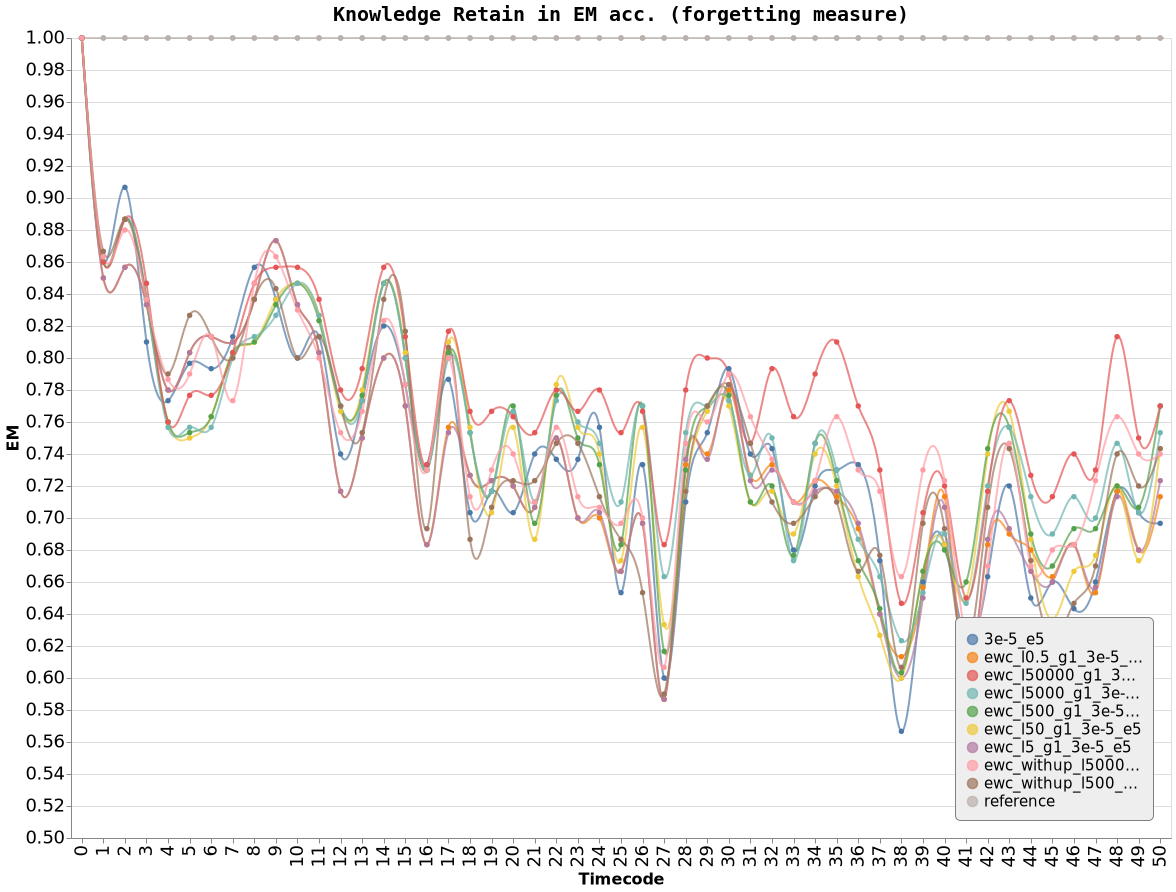 Knowledge Retain in EM acc. (forgetting measure)
1.00
0.98
0.96
0.94
0.92
0.90
0.88
0.86
0.84
0.82
0.80
0.78
0.76
0.74
0.72
0.70
0.68
0.66
0.64
0.62
0.60
0.58
0.56
0.54
0.52
0.50
EM
3e-5_e5
ewc_l0.5_g1_3e-5_…
ewc_l50000_g1_3…
ewc_l5000_g1_3e-…
ewc_l500_g1_3e-5…
ewc_l50_g1_3e-5_e5
ewc_l5_g1_3e-5_e5
ewc_withup_l5000…
ewc_withup_l500_…
reference
0 1 2 3 4 5 6 7 8 9 10 11 12 13 14 15 16 17 18 19 20 21 22 23 24 25 26 27 28 29 30 31 32 33 34 35 36 37 38 39 40 41 42 43 44 45 46 47 48 49 50
Timecode